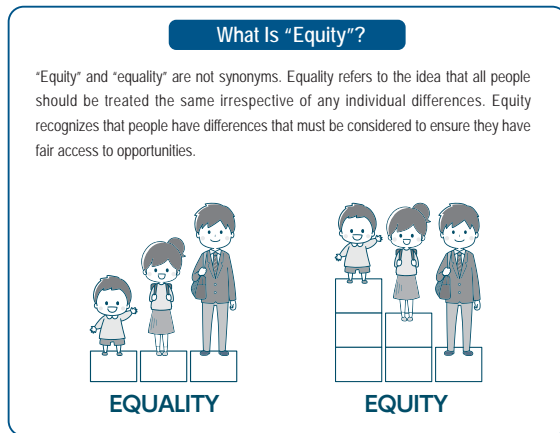 What Is “Equity”?
“Equity” and “equality” are not synonyms. Equality refers to the idea that all people
should be treated the same irrespective of any individual differences. Equity
recognizes that people have differences that must be considered to ensure they have
fair access to opportunities.
EQUALITY
EQUITY